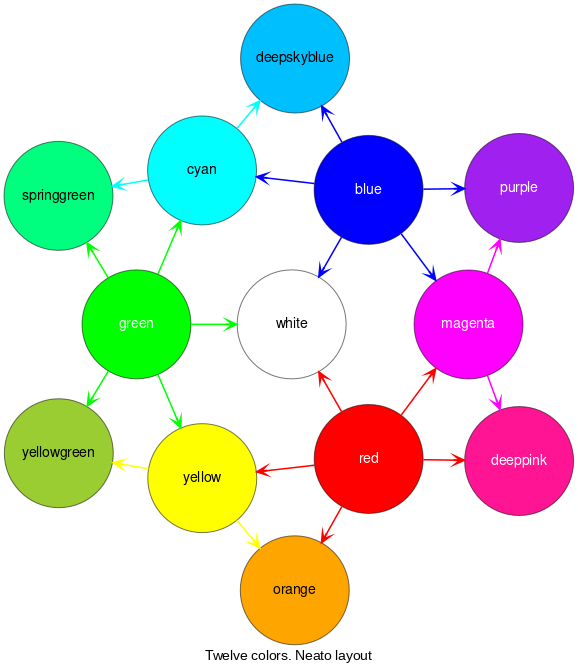 deepskyblue
cyan
blue
purple
springgreen
green
white
magenta
yellowgreen
yellow
red
deeppink
orange
Twelve colors. Neato layout